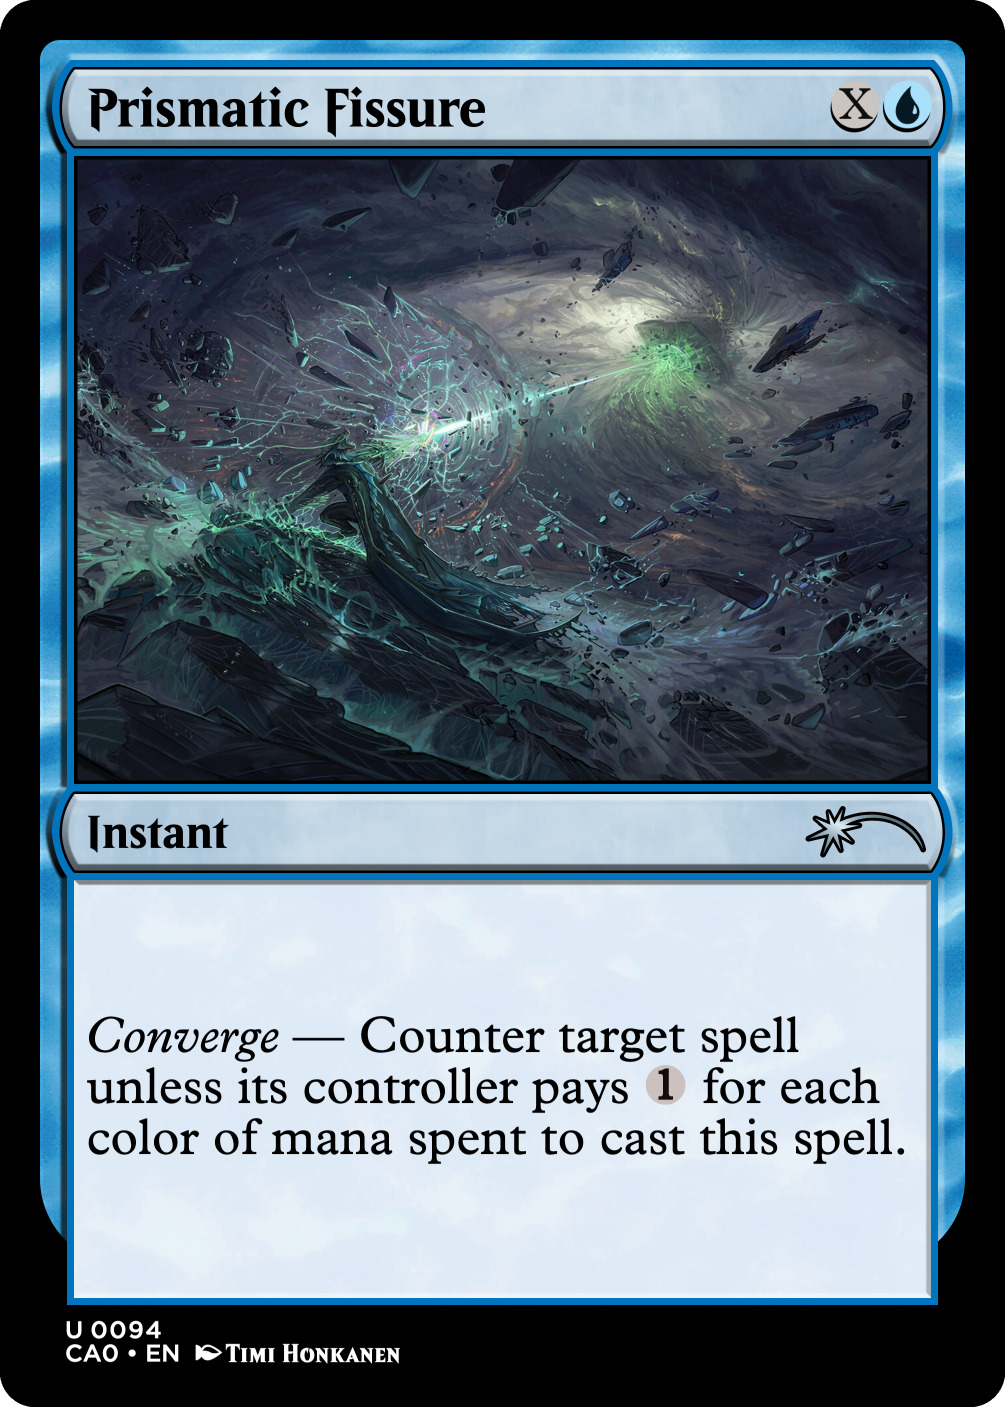 Prismatic Fissure X
Instant
Converge — Counter target spell
unless its controller pays 1 for each
color of mana spent to cast this spell.
U 0094
CAO • EN TIMI HONKANEN